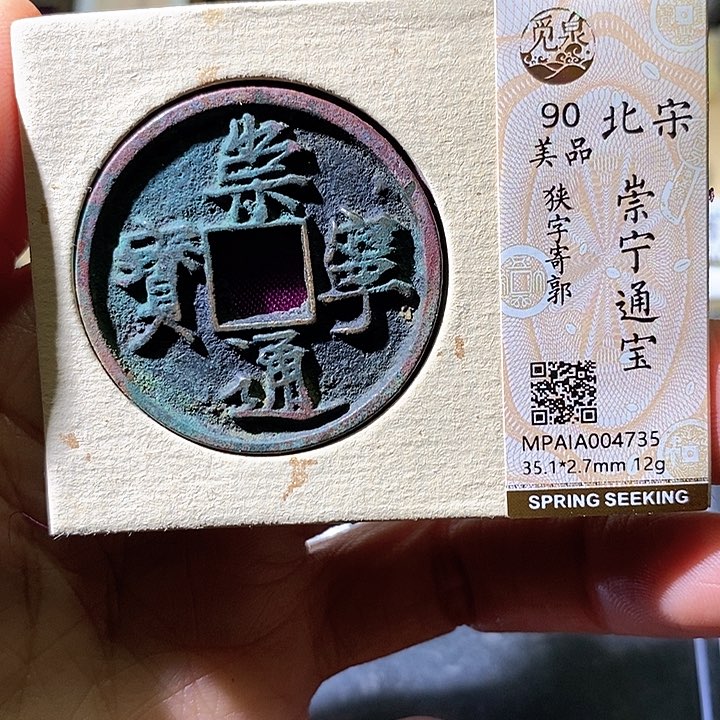 崇寧通寶
觅泉
90
美品
狭字寄郭
北宋
崇宁通宝
MPAIA004735
35.1*2.7mm 12g
SPRING SEEKING